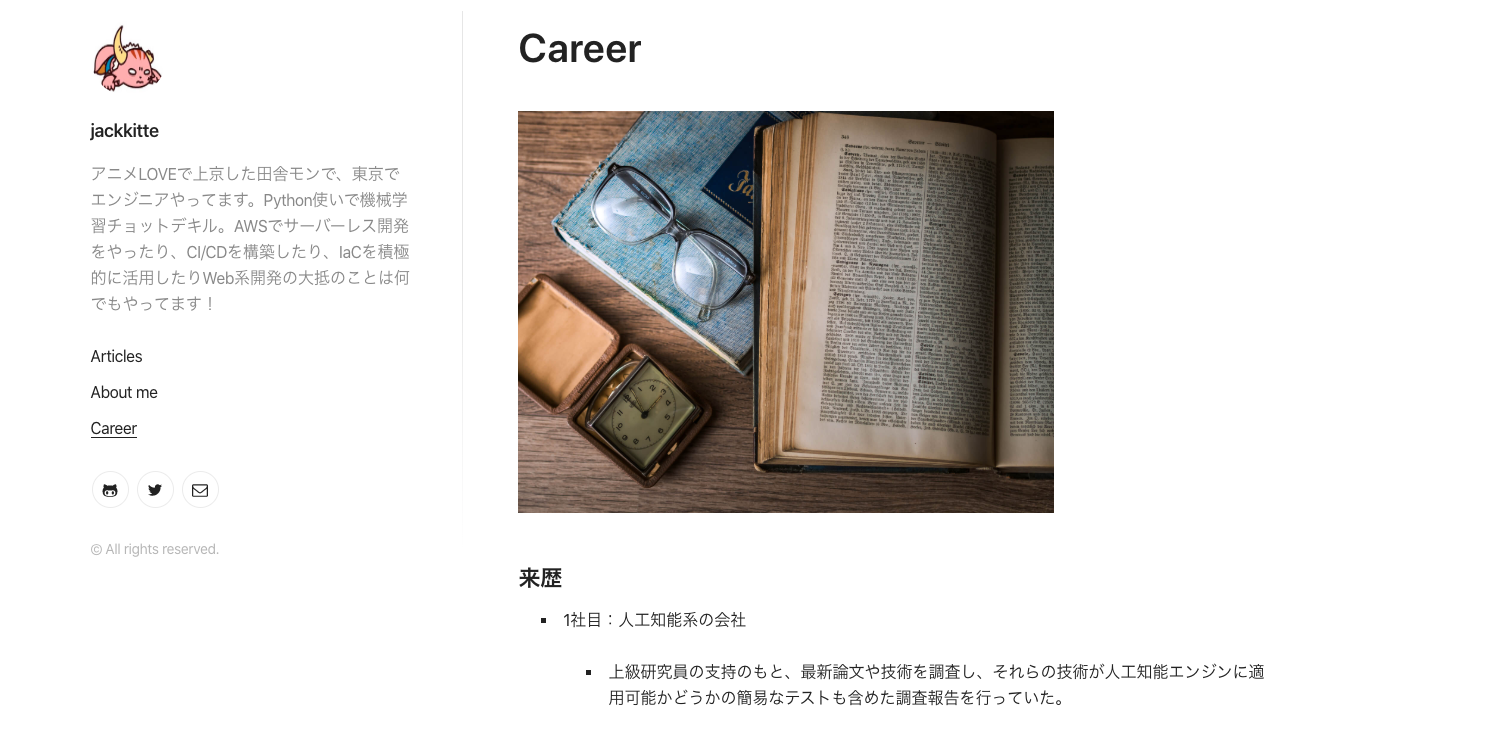 jackkitte
アニメLOVEで上京した田舎モンで、東京で
エンジニアやってます。Python使いで機械学
習チョットデキル。AWSでサーバーレス開発
をやったり、CI/CDを構築したり、IaCを積極
的に活用したりWeb系開発の大抵のことは何
でもやってます！
Articles
About me
Career
© All rights reserved.
Career
来歴
1社目：人工知能系の会社
上級研究員の支持のもと、最新論文や技術を調査し、それらの技術が人工知能エンジンに適
用可能かどうかの簡易なテストも含めた調査報告を行っていた。